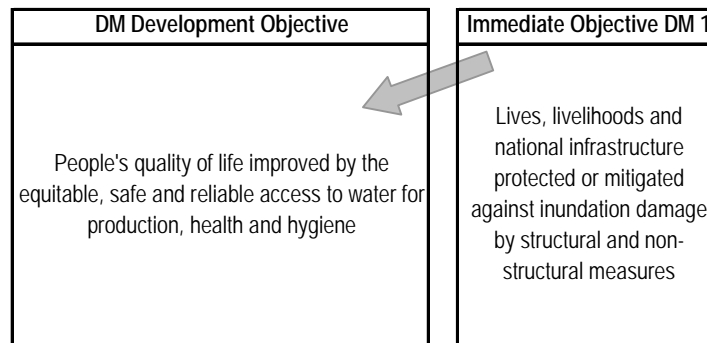 DM Development Objective
People's quality of life improved by the
equitable, safe and reliable access to water for
production, health and hygiene
Immediate Objective DM 1
Lives, livelihoods and
national infrastructure
protected or mitigated
against inundation damage
by structural and non-
structural measures